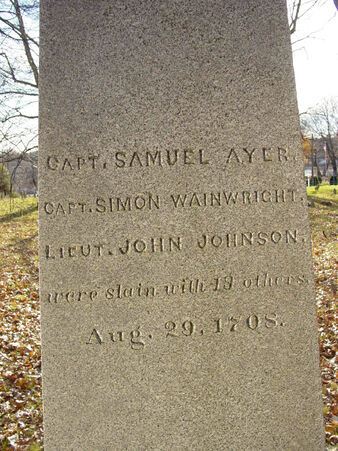 CAPT. SAMUEL AYER,
CAPT. SIMON WAINWRIGHT,
LIEUT. JOHN JOHNSON,
were slain with 13 others,
Aug. 29, 1708.